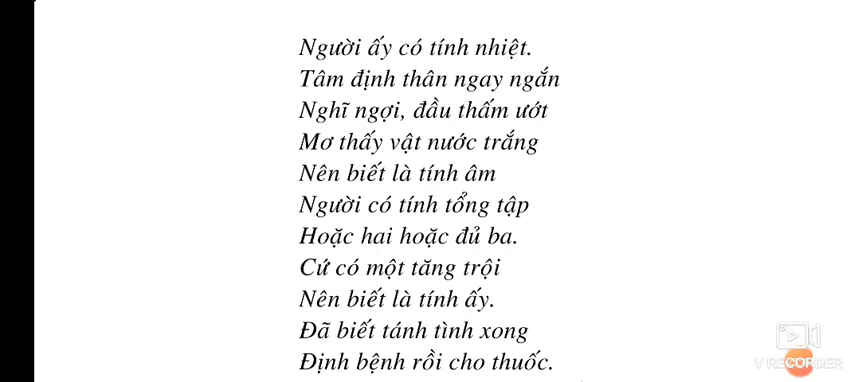 Người ấy có tính nhiệt.
Tâm định thân ngay ngắn
Nghĩ ngợi, đầu thấm ướt
Mơ thấy vật nước trắng
Nên biết là tính âm
Người có tính tổng tập
Hoặc hai hoặc đủ ba.
Cứ có một tăng trội
Nên biết là tính ấy.
Đã biết tánh tình xong
Định bệnh rồi cho thuốc.
V RECORDER